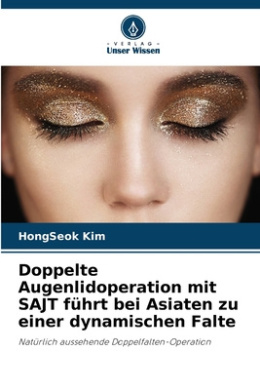 VERLAG
Unser Wissen
HongSeok Kim
Doppelte
Augenlidoperation mit
SAJT führt bei Asiaten zu
einer dynamischen Falte
Natürlich aussehende Doppelfalten-Operation